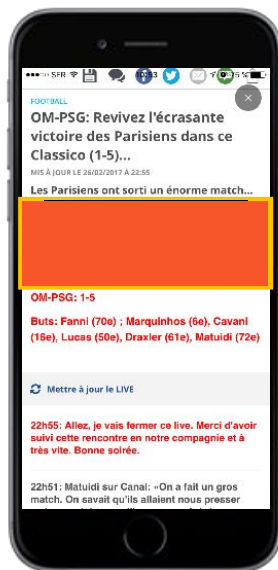 SFR
FOOTBALL
OM-PSG: Revivez l'écrasante
victoire des Parisiens dans ce
Classico (1-5)...
MIS À JOUR LE 26/02/2017 À 22:55
Les Parisiens ont sorti un énorme match...
OM-PSG: 1-5
Buts: Fanni (70e) ; Marquinhos (6e), Cavani
(16e), Lucas (50e), Draxler (61e), Matuidi (72e)
Mettre à jour le LIVE
22h55: Allez, je vais fermer ce live. Merci d'avoir
suivi cette rencontre en notre compagnie et à
très vite. Bonne soirée.
22h51: Matuidi sur Canal: «On a fait un gros
match. On savait qu'ils allaient nous presser